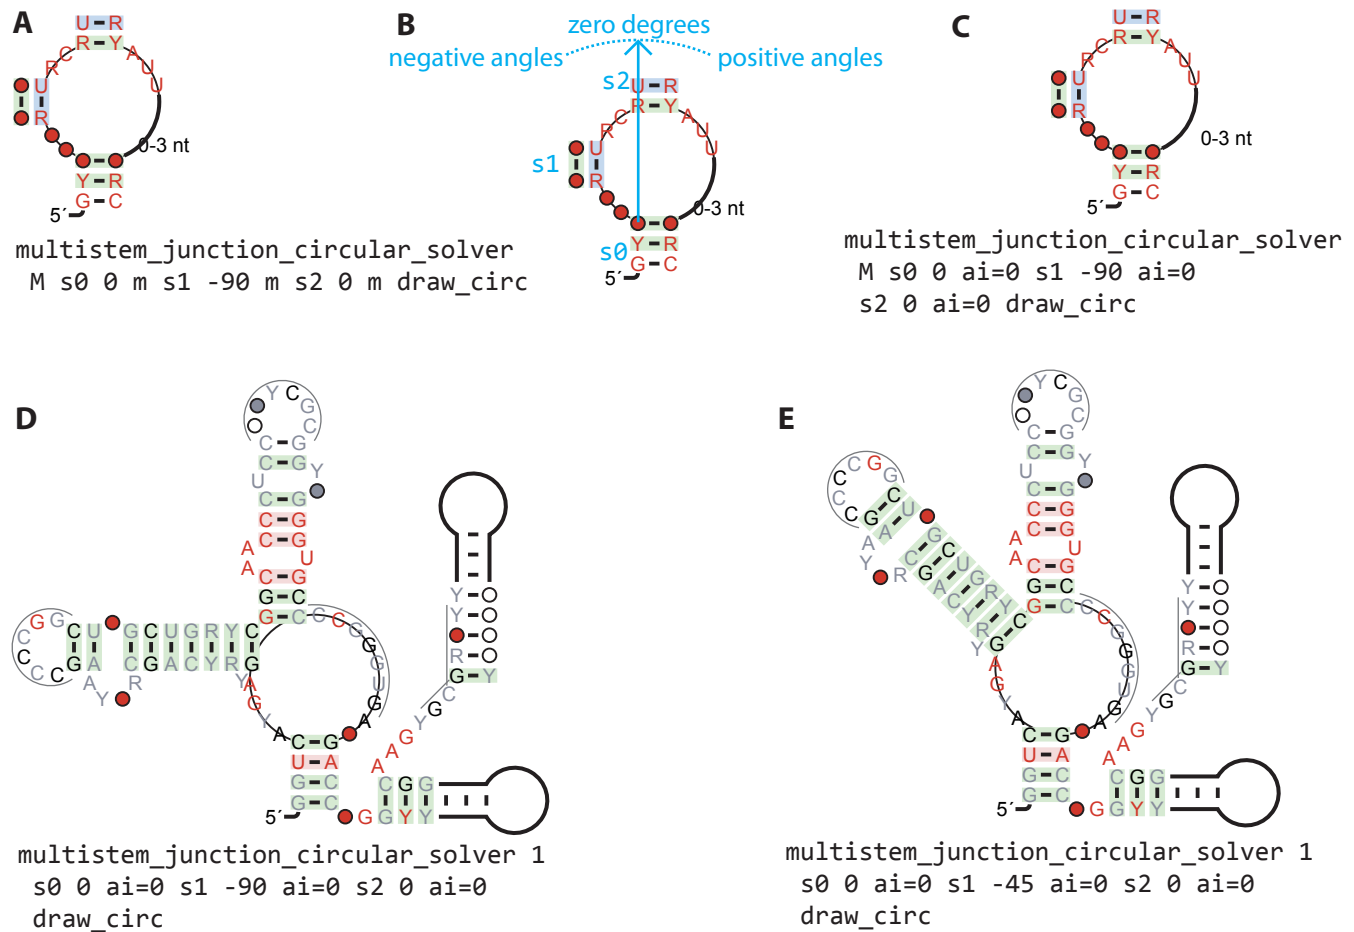 A
U R
R Y
C A
R U
U U
R
0-3 nt
Y R
G C
5´
multistem_junction_circular_solver
M s0 0 m s1 -90 m s2 0 m draw_circ
B
zero degrees
negative angles
positive angles
s2
U R
R Y
C A
R U
s1
U U
R
0-3 nt
s0
Y R
G C
5´
C
U R
R Y
C A
R U
U U
R
0-3 nt
Y R
G C
5´
multistem_junction_circular_solver
M s0 0 ai=0 s1 -90 ai=0
s2 0 ai=0 draw_circ
D
Y C G C
C G
C G Y
U
C G
C G
C G
A A U
C G
G C
G C C G G G U G A
C C C C G G
C U G C U G R Y C
G A C G A C Y R G
A Y R Y
A G Y A
C G
U A
G C
G C
5´
Y
Y
R
G Y
C G Y G A A
C G G
G G Y Y
multistem_junction_circular_solver 1
s0 0 ai=0 s1 -90 ai=0 s2 0 ai=0
draw_circ
E
Y C G C
C G
C G Y
U
C G
C G
C G
A A U
C G
G C
G C C G G G U G A
C C C C G G
C U G C U G R Y C
G A C G A C Y R G
A Y R Y
A G Y A
C G
U A
G C
G C
5´
Y
Y
R
G Y
C G Y G A A
C G G
G G Y Y
multistem_junction_circular_solver 1
s0 0 ai=0 s1 -45 ai=0 s2 0 ai=0
draw_circ